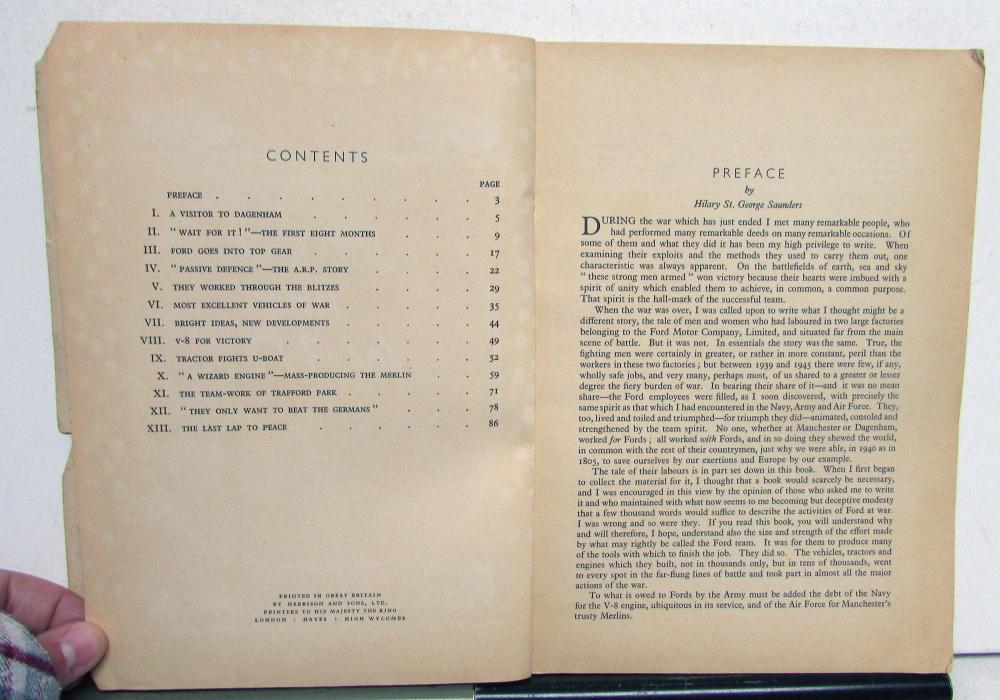 CONTENTS
PAGE
PREFACE . . . . . . . . . 3
I. A VISITOR TO DAGENHAM . . . . . . 5
II. “ WAIT FOR IT ! ”—THE FIRST EIGHT MONTHS . . . 9
III. FORD GOES INTO TOP GEAR . . . . . . 17
IV. “ PASSIVE DEFENCE ”—THE A.R.P. STORY . . . . 22
V. THEY WORKED THROUGH THE BLITZES . . . . 29
VI. MOST EXCELLENT VEHICLES OF WAR . . . . . 35
VII. BRIGHT IDEAS, NEW DEVELOPMENTS . . . . . 44
VIII. V-8 FOR VICTORY . . . . . . . 49
IX. TRACTOR FIGHTS U-BOAT . . . . . . 52
X. “ A WIZARD ENGINE ”—MASS-PRODUCING THE MERLIN . . 59
XI. THE TEAM-WORK OF TRAFFORD PARK . . . . . 71
XII. “ THEY ONLY WANT TO BEAT THE GERMANS ” . . . 78
XIII. THE LAST LAP TO PEACE . . . . . . 86
PRINTED IN GREAT BRITAIN
BY HARRISON AND SONS, LTD.
PRINTERS TO HIS MAJESTY THE KING
LONDON : HAYES : HIGH WYCOMBE
PREFACE
by
Hilary St. George Saunders
DURING the war which has just ended I met many remarkable people, who
had performed many remarkable deeds on many remarkable occasions. Of
some of them and what they did it has been my high privilege to write. When
examining their exploits and the methods they used to carry them out, one
characteristic was always apparent. On the battlefields of earth, sea and sky
“ these strong men armed ” won victory because their hearts were imbued with a
spirit of unity which enabled them to achieve, in common, a common purpose.
That spirit is the hall-mark of the successful team.
When the war was over, I was called upon to write what I thought might be a
different story, the tale of men and women who had laboured in two large factories
belonging to the Ford Motor Company, Limited, and situated far from the main
scene of battle. But it was not. In essentials the story was the same. True, the
fighting men were certainly in greater, or rather in more constant, peril than the
workers in these two factories ; but between 1939 and 1945 there were few, if any,
wholly safe jobs, and very many, perhaps most, of us shared to a greater or lesser
degree the fiery burden of war. In bearing their share of it—and it was no mean
share—the Ford employees were filled, as I soon discovered, with precisely the
same spirit as that which I had encountered in the Navy, Army and Air Force. They,
too, lived and toiled and triumphed—for triumph they did—animated, consoled and
strengthened by the team spirit. No one, whether at Manchester or Dagenham,
worked for Fords ; all worked with Fords, and in so doing they shewed the world,
in common with the rest of their countrymen, just why we were able, in 1940 as in
1805, to save ourselves by our exertions and Europe by our example.
The tale of their labours is in part set down in this book. When I first began
to collect the material for it, I thought that a book would scarcely be necessary,
and I was encouraged in this view by the opinion of those who asked me to write
it and who maintained with what now seems to me becoming but deceptive modesty
that a few thousand words would suffice to describe the activities of Ford at war.
I was wrong and so were they. If you read this book, you will understand why
and will therefore, I hope, understand also the size and strength of the effort made
by what may rightly be called the Ford team. It was for them to produce many
of the tools with which to finish the job. They did so. The vehicles, tractors and
engines which they built, not in thousands only, but in tens of thousands, went
to every spot in the far-flung lines of battle and took part in almost all the major
actions of the war.
To what is owed to Fords by the Army must be added the debt of the Navy
for the V-8 engine, ubiquitous in its service, and of the Air Force for Manchester's
trusty Merlins.